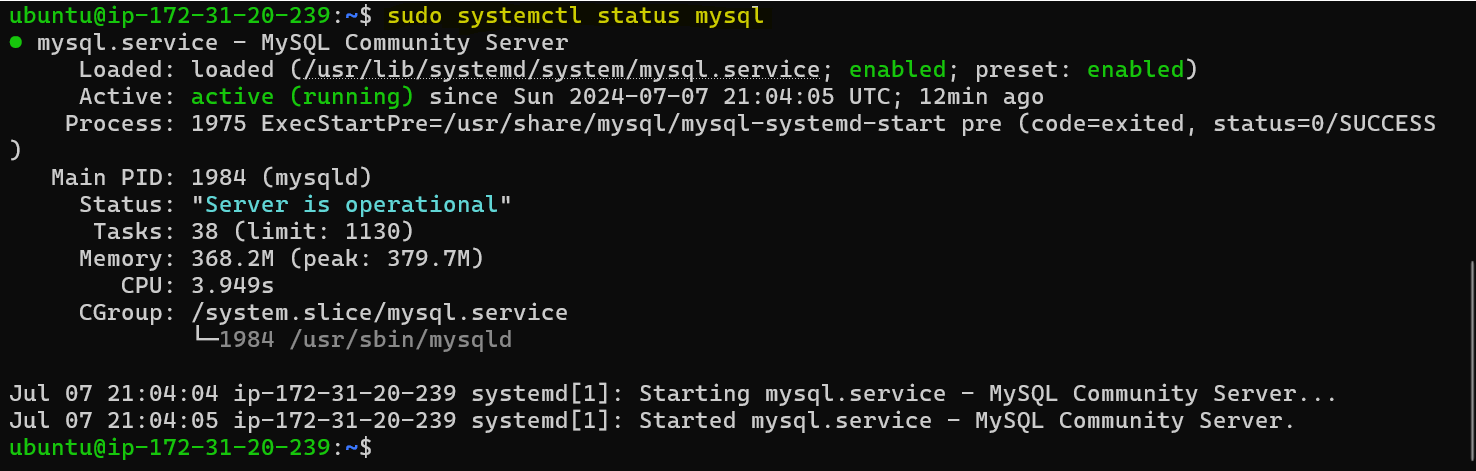 ubuntu@ip-172-31-20-239:~$ sudo systemctl status mysql
● mysql.service - MySQL Community Server
     Loaded: loaded (/usr/lib/systemd/system/mysql.service; enabled; preset: enabled)
     Active: active (running) since Sun 2024-07-07 21:04:05 UTC; 12min ago
    Process: 1975 ExecStartPre=/usr/share/mysql/mysql-systemd-start pre (code=exited, status=0/SUCCESS
)
   Main PID: 1984 (mysqld)
     Status: "Server is operational"
      Tasks: 38 (limit: 1130)
     Memory: 368.2M (peak: 379.7M)
        CPU: 3.949s
     CGroup: /system.slice/mysql.service
             └─1984 /usr/sbin/mysqld

Jul 07 21:04:04 ip-172-31-20-239 systemd[1]: Starting mysql.service - MySQL Community Server...
Jul 07 21:04:05 ip-172-31-20-239 systemd[1]: Started mysql.service - MySQL Community Server.
ubuntu@ip-172-31-20-239:~$